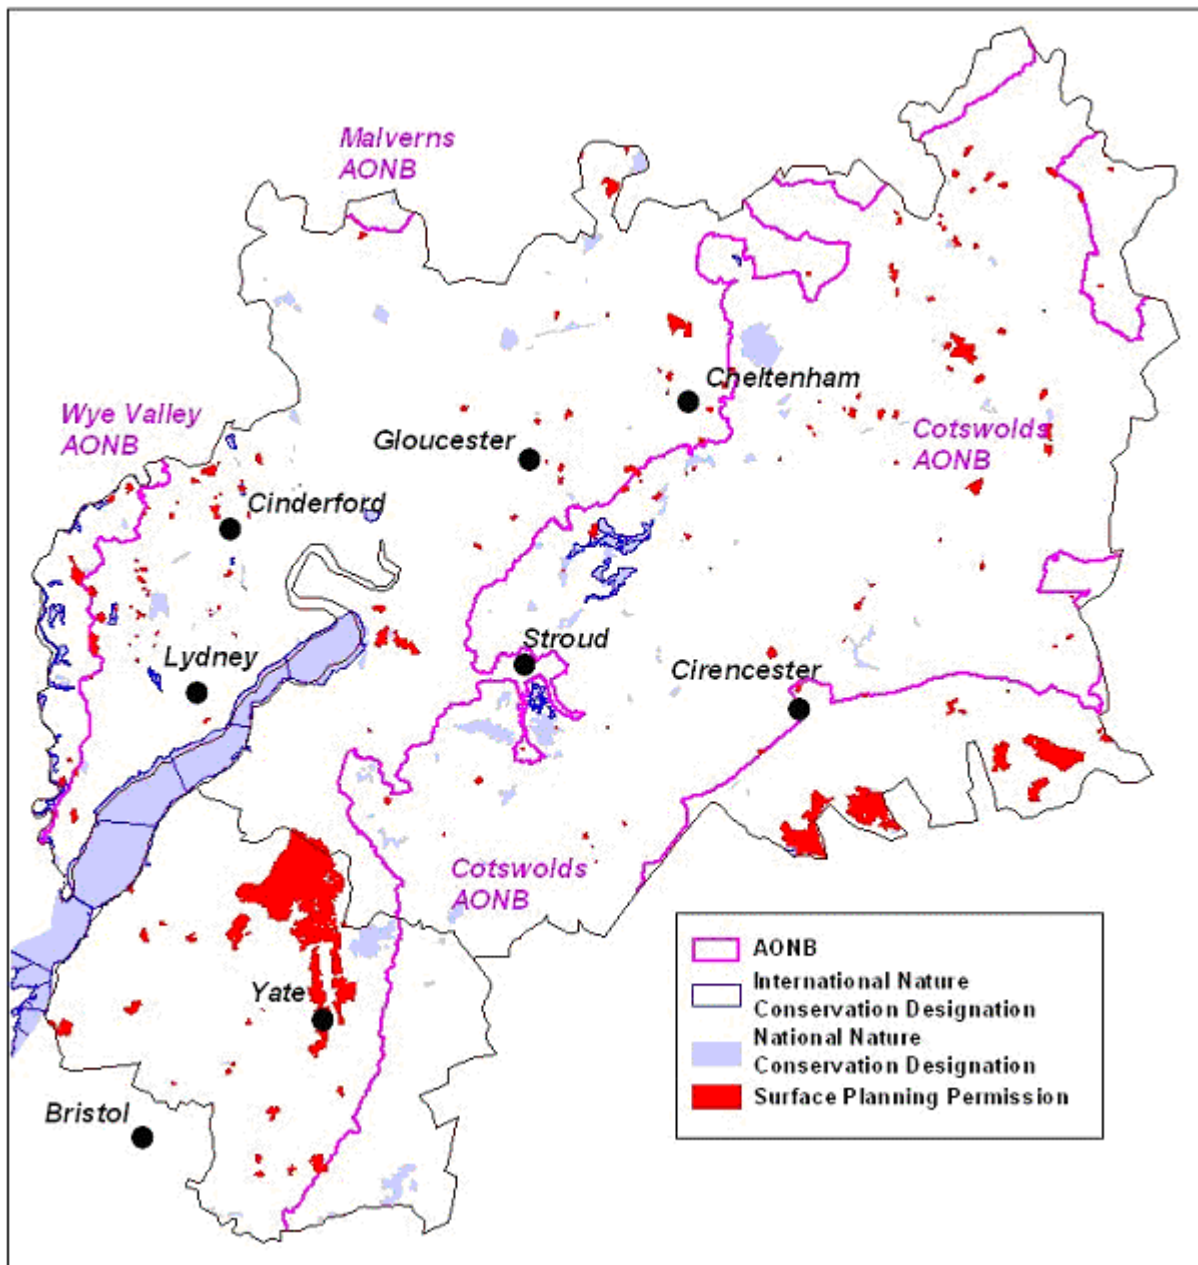 Malverns
AONB
Cheltenham
Wye Valley
AONB
Gloucester
Cotswolds
AONB
Cinderford
Stroud
Lydney
Cirencester
Cotswolds
AONB
Yate
Bristol
AONB
International Nature
Conservation Designation
National Nature
Conservation Designation
Surface Planning Permission